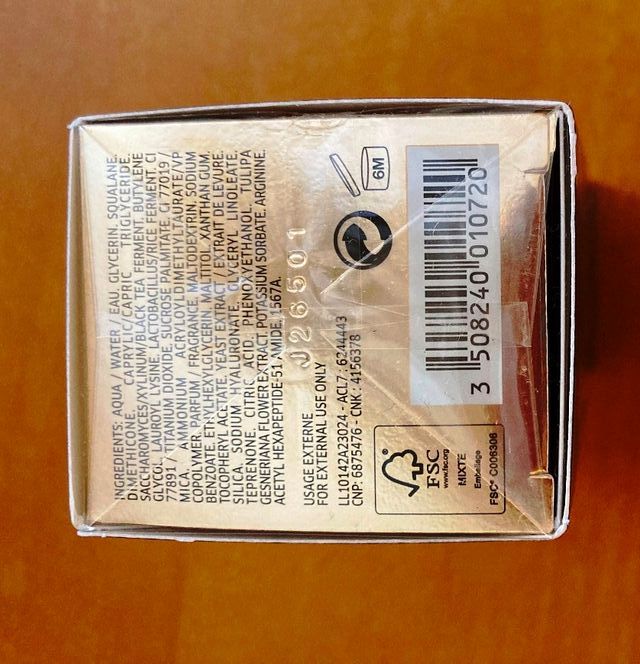 INGREDIENTS: AQUA WATER / EAU, GLYCERIN, SQUALANE,
DIMETHICONE, CAPRYLIC/CAPRIC TRIGLYCERIDE,
SACCHAROMYCES/XYLINUM/BLACK TEA FERMENT, BUTYLENE
GLYCOL, LAUROYL LYSINE, LACTOBACILLUS/RICE FERMENT, CI
77891 / TITANIUM DIOXIDE, SUCROSE PALMITATE, CI 77019 /
MICA, AMMONIUM ACRYLOYLDIMETHYLTAURATE/VP
COPOLYMER, PARFUM / FRAGRANCE, MALTODEXTRIN, SODIUM
BENZOATE, ETHYLHEXYLGLYCERIN, MALTITOL, XANTHAN GUM,
TOCOPHERYL ACETATE, YEAST EXTRACT / EXTRAIT DE LEVURE,
SILICA, SODIUM HYALURONATE, GLYCERYL LINOLEATE,
TEPRENONE, CITRIC ACID, PHENOXYETHANOL, TULIPA
GESNERIANA FLOWER EXTRACT, POTASSIUM SORBATE, ARGININE,
ACETYL HEXAPEPTIDE-51 AMIDE. 1567A.
J26501
USAGE EXTERNE
FOR EXTERNAL USE ONLY
LL10142A23024 - ACL7 : 6244443
CNP: 6875476 - CNK : 4156378
6M
3 508240 010720
FSC
www.fsc.org
MIXTE
Emballage
FSC® C006306